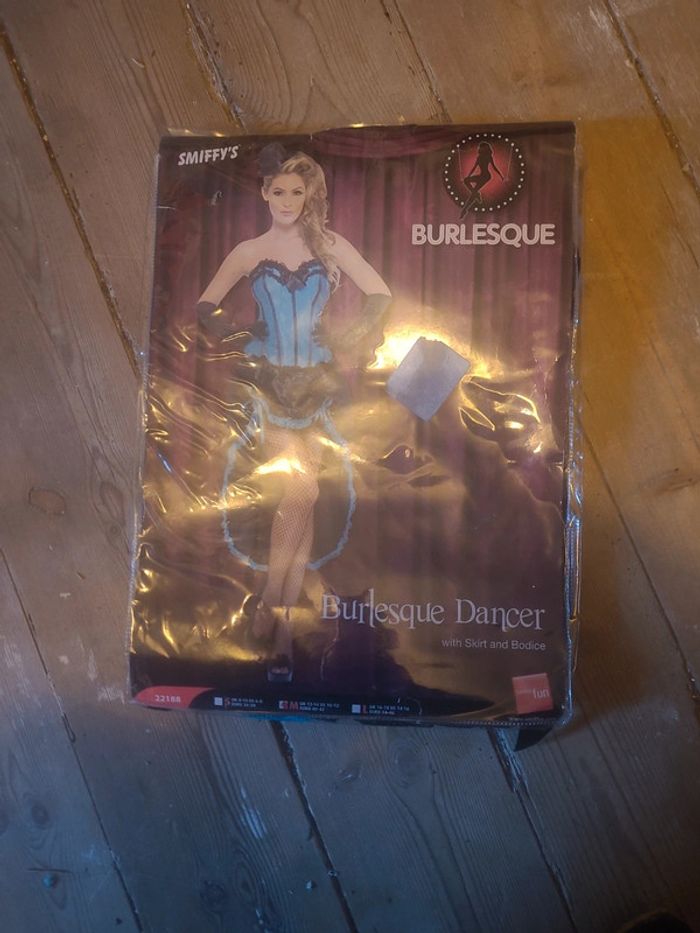 SMIFFY'S
BURLESQUE
Burlesque Dancer
with Skirt and Bodice
fun
22188
S
M
L